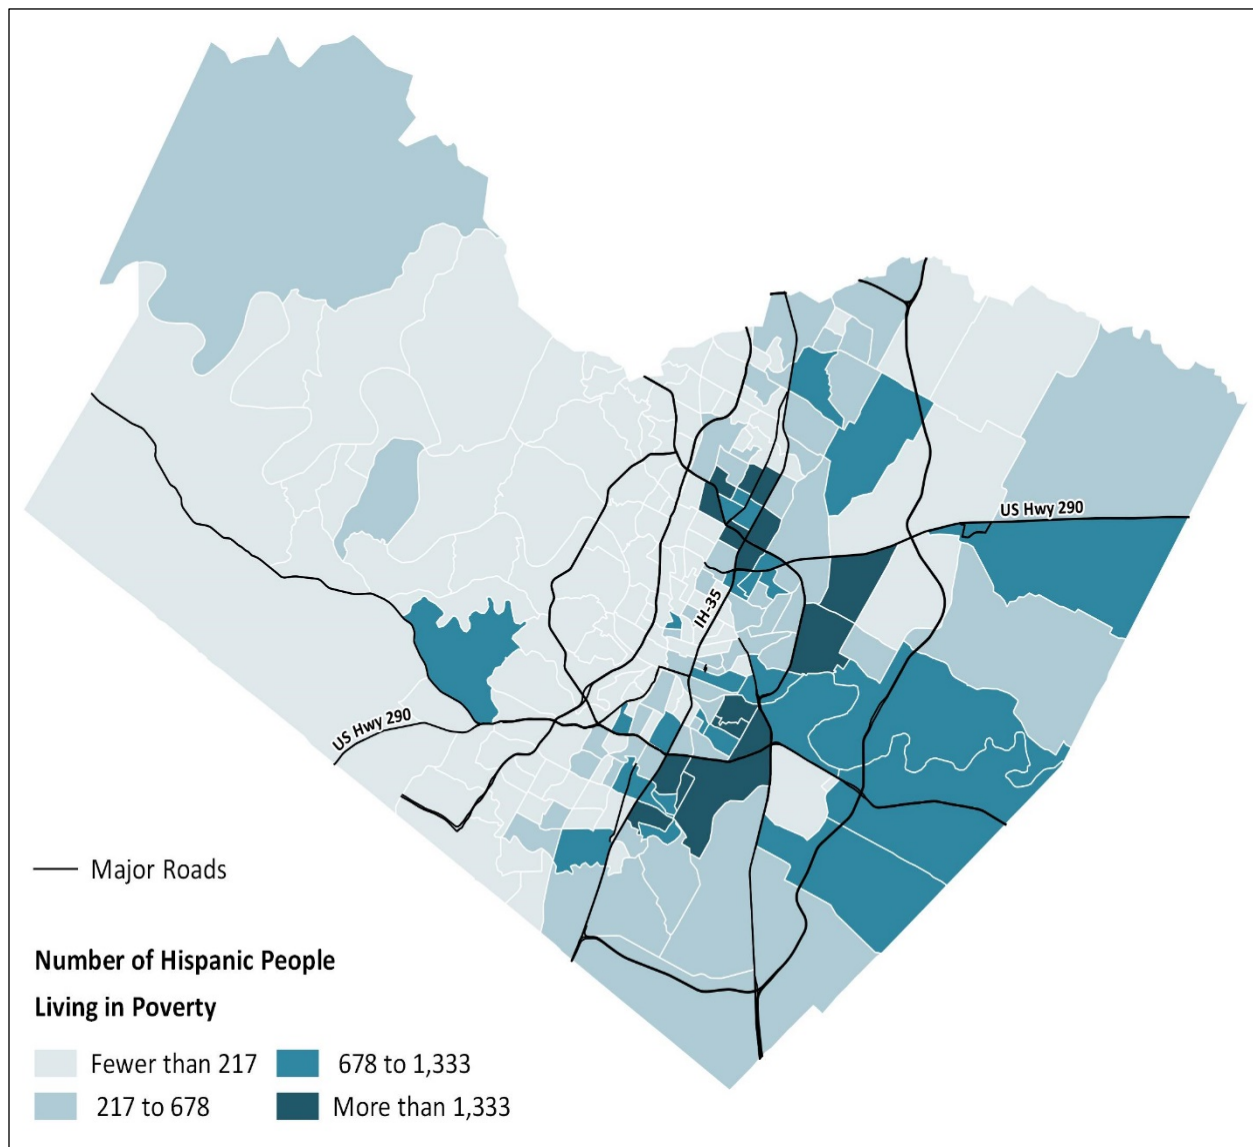 US Hwy 290
IH-35
US Hwy 290
Major Roads
Number of Hispanic People
Living in Poverty
Fewer than 217
678 to 1,333
217 to 678
More than 1,333